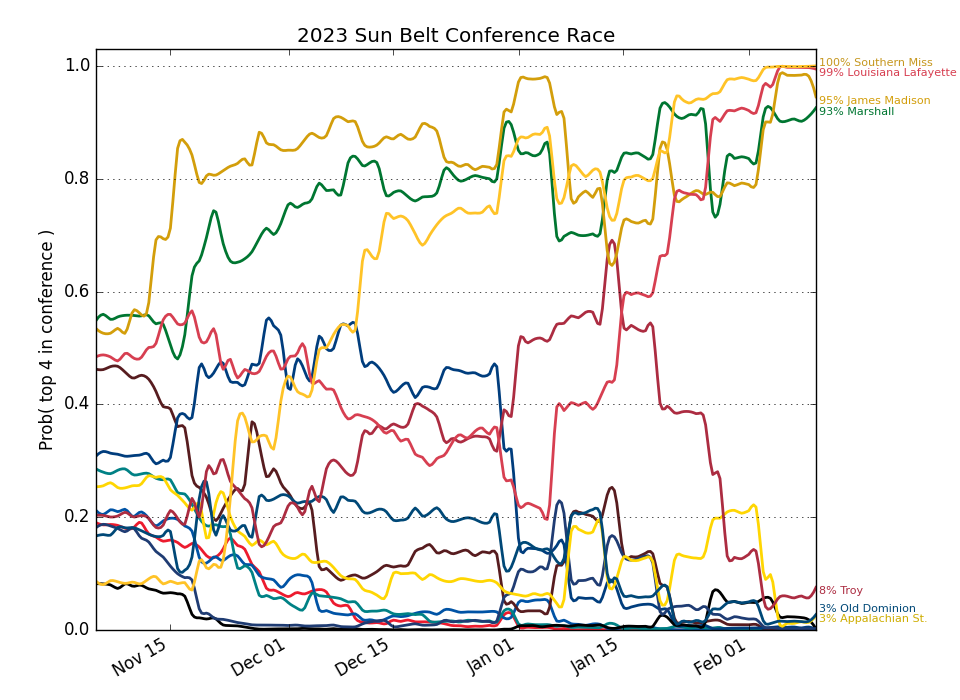 2023 Sun Belt Conference Race
Prob( top 4 in conference )
1.0
0.8
0.6
0.4
0.2
0.0
Nov 15
Dec 01
Dec 15
Jan 01
Jan 15
Feb 01
100% Southern Miss
99% Louisiana Lafayette
95% James Madison
93% Marshall
8% Troy
3% Old Dominion
3% Appalachian St.